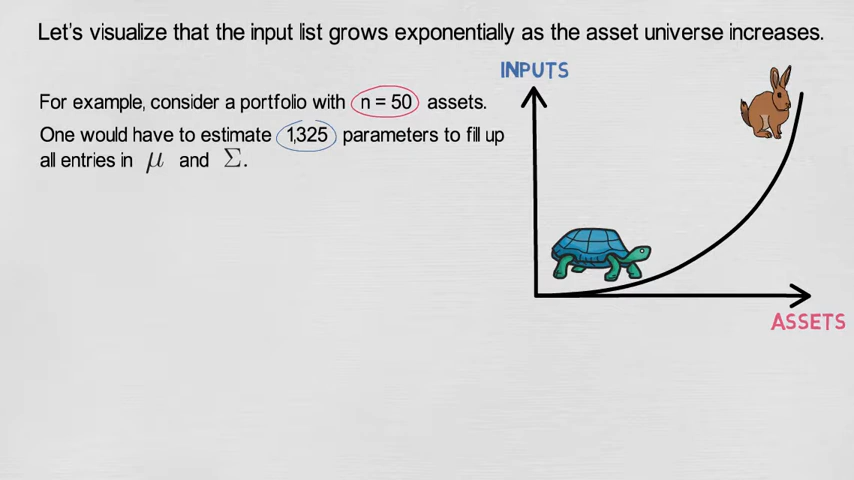 Let's visualize that the input list grows exponentially as the asset universe increases.
INPUTS
For example, consider a portfolio with n = 50 assets.
One would have to estimate 1,325 parameters to fill up
all entries in μ and Σ.
ASSETS